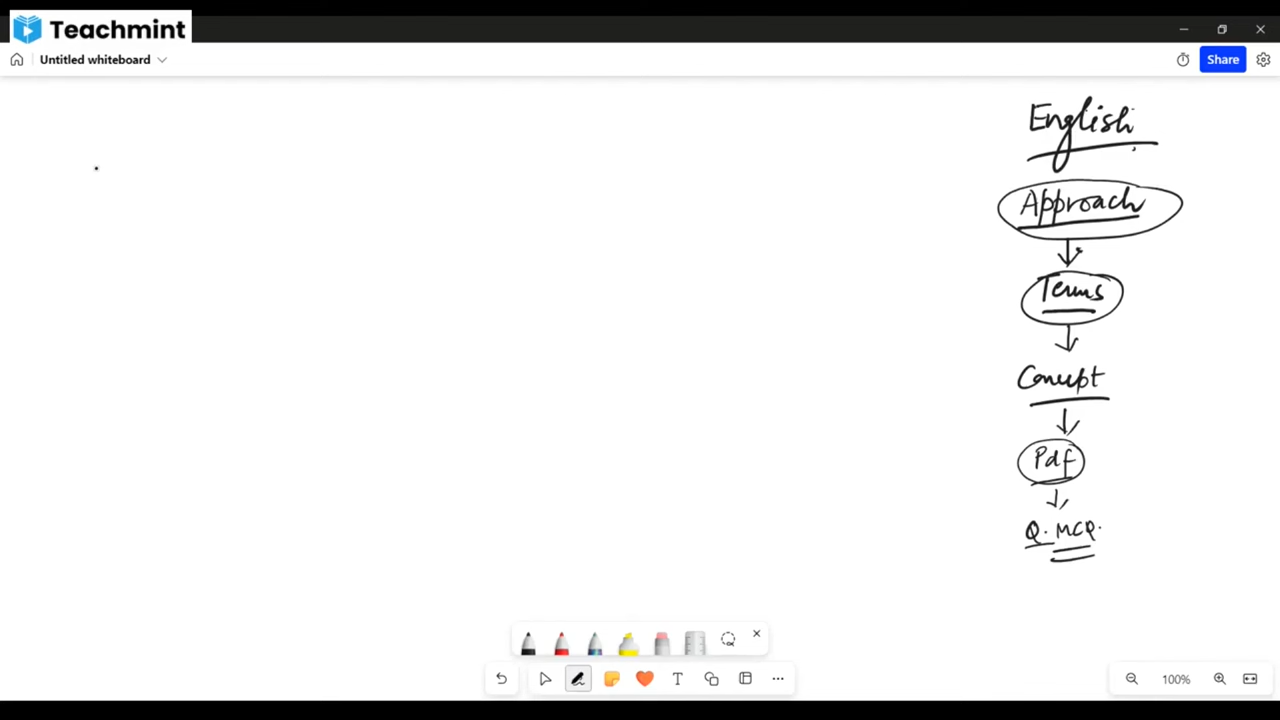 Teachmint
Untitled whiteboard
Share
English
Approach
Terms
Concept
Pdf
Q. MCQ.
T
100%